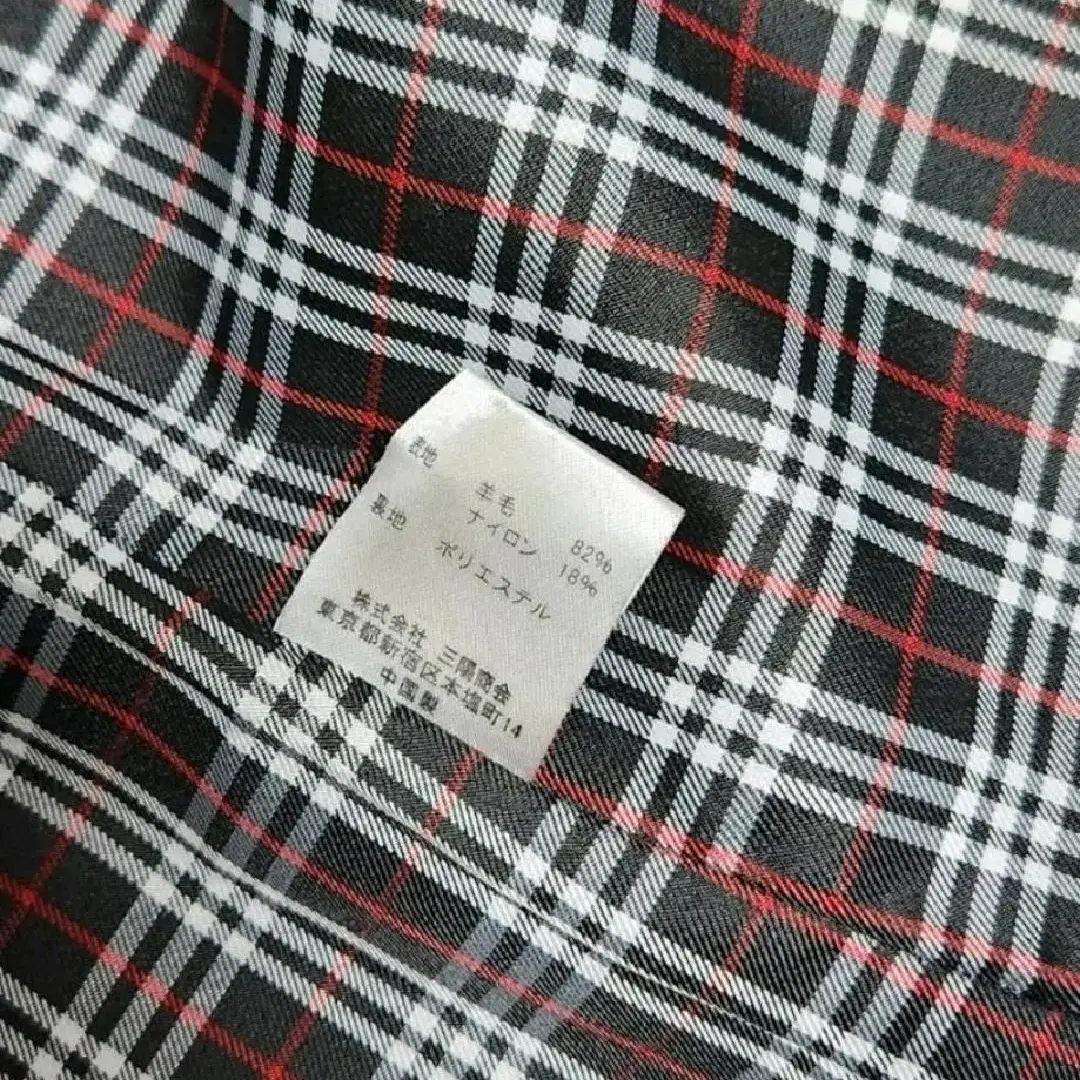 表地
羊毛 82%
ナイロン 18%
裏地
ポリエステル
株式会社 三陽商会
東京都新宿区本塩町14
中国製